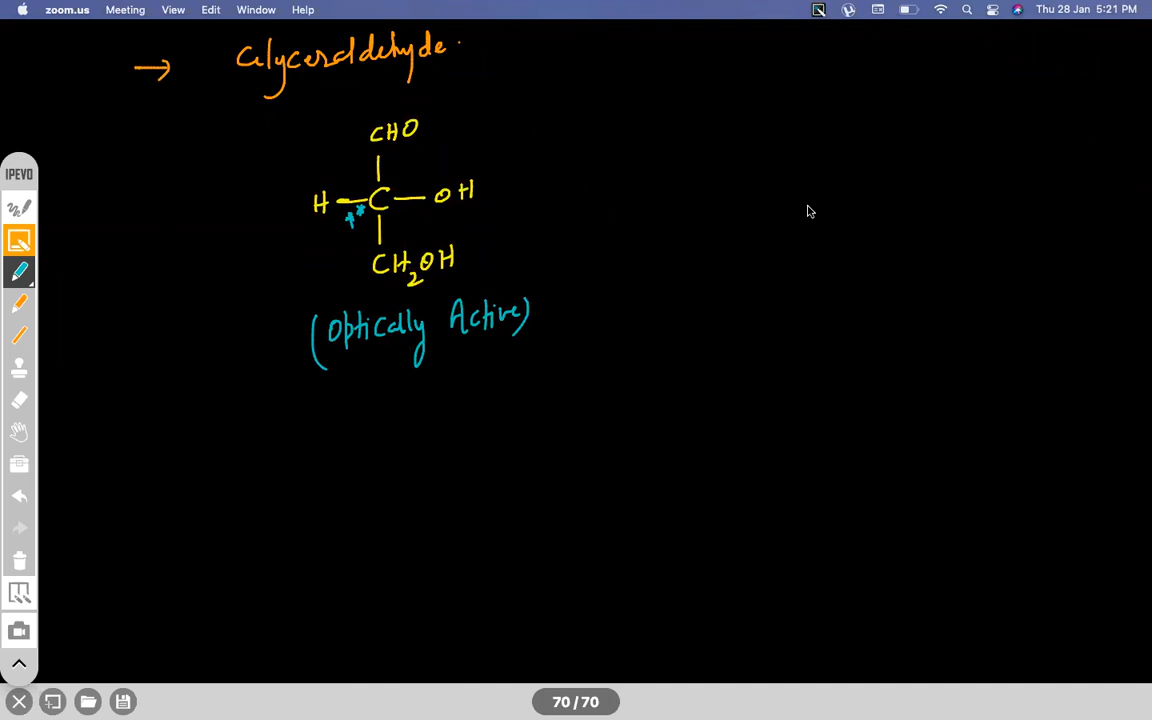 zoom.us Meeting View Edit Window Help Thu 28 Jan 5:21 PM
→ Glyceraldehyde
CHO
H - C - OH
**
CH2OH
(Optically Active)
IPEVO
70 / 70